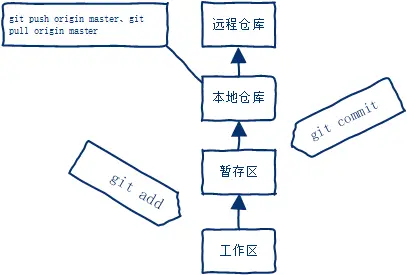 git push origin master、git
pull origin master
远程仓库
本地仓库
git commit
git add
暂存区
工作区